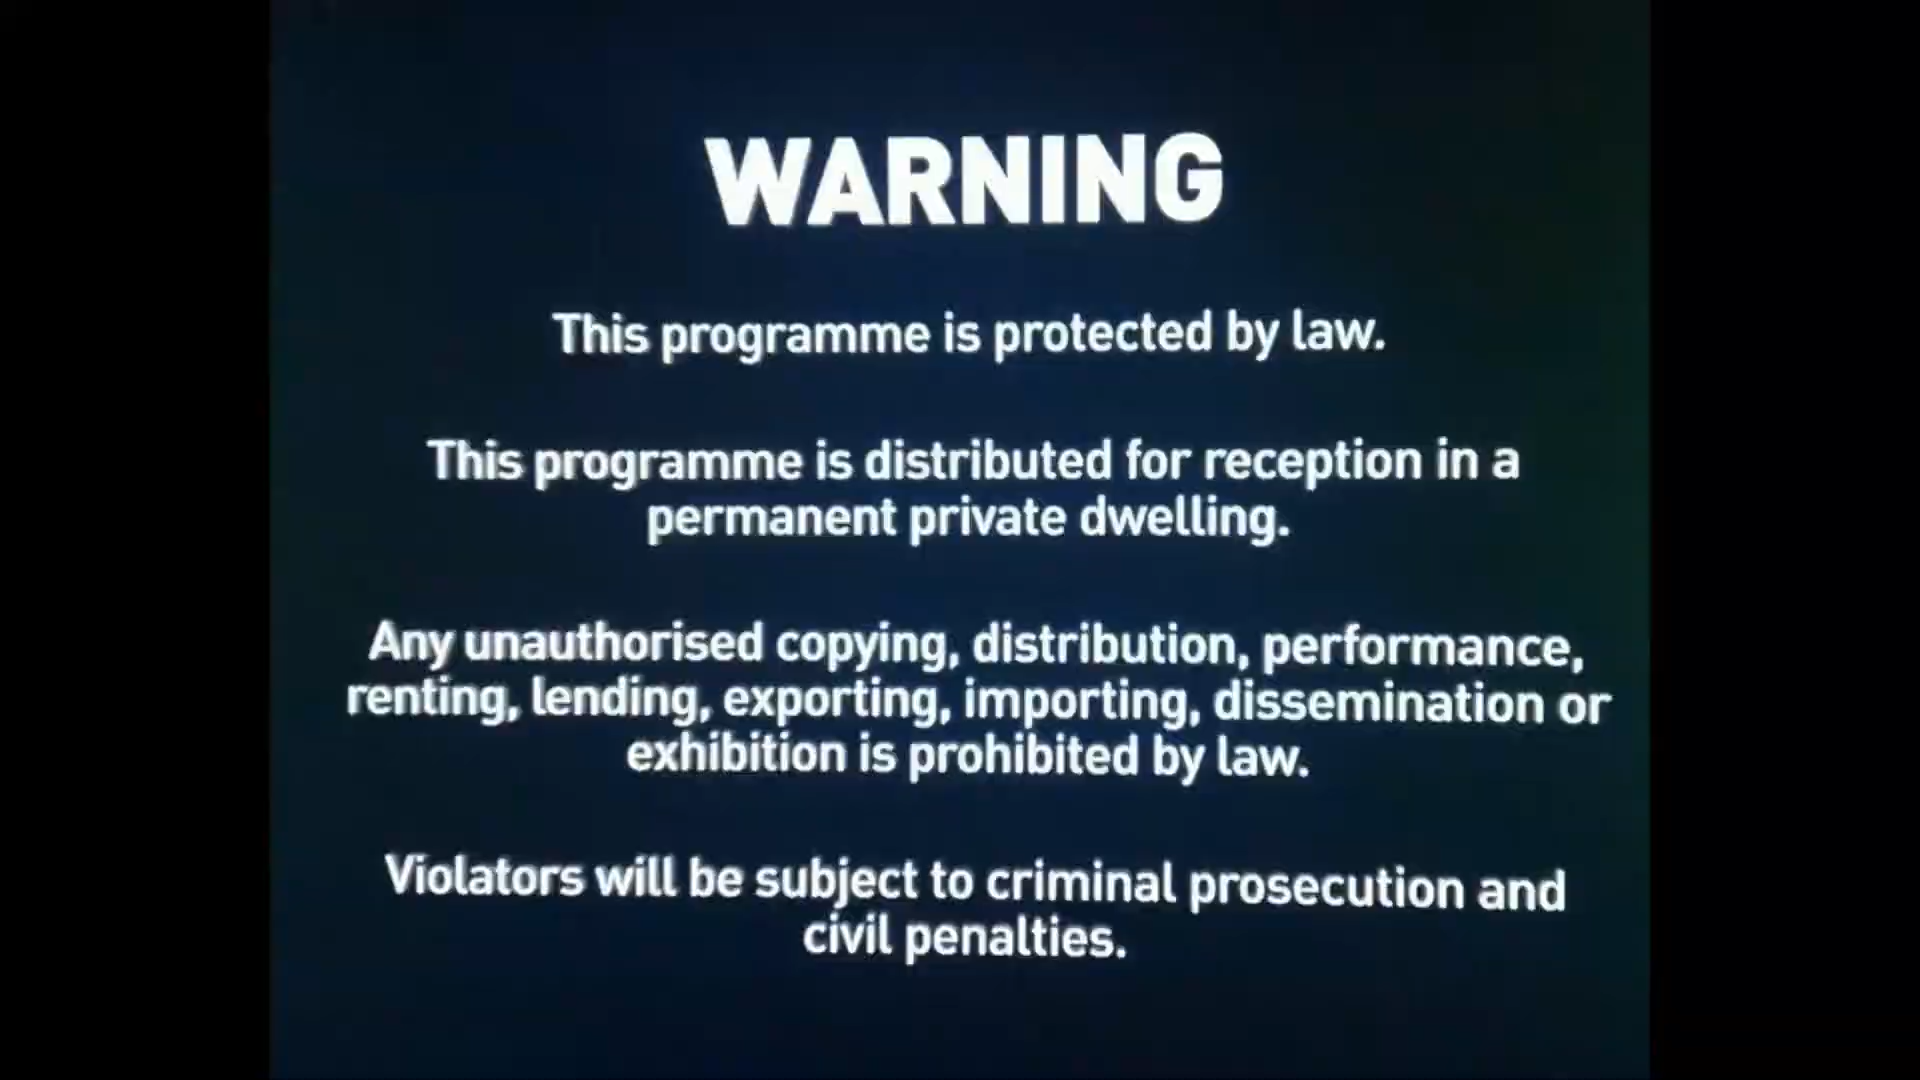 WARNING
This programme is protected by law.
This programme is distributed for reception in a
permanent private dwelling.
Any unauthorised copying, distribution, performance,
renting, lending, exporting, importing, dissemination or
exhibition is prohibited by law.
Violators will be subject to criminal prosecution and
civil penalties.